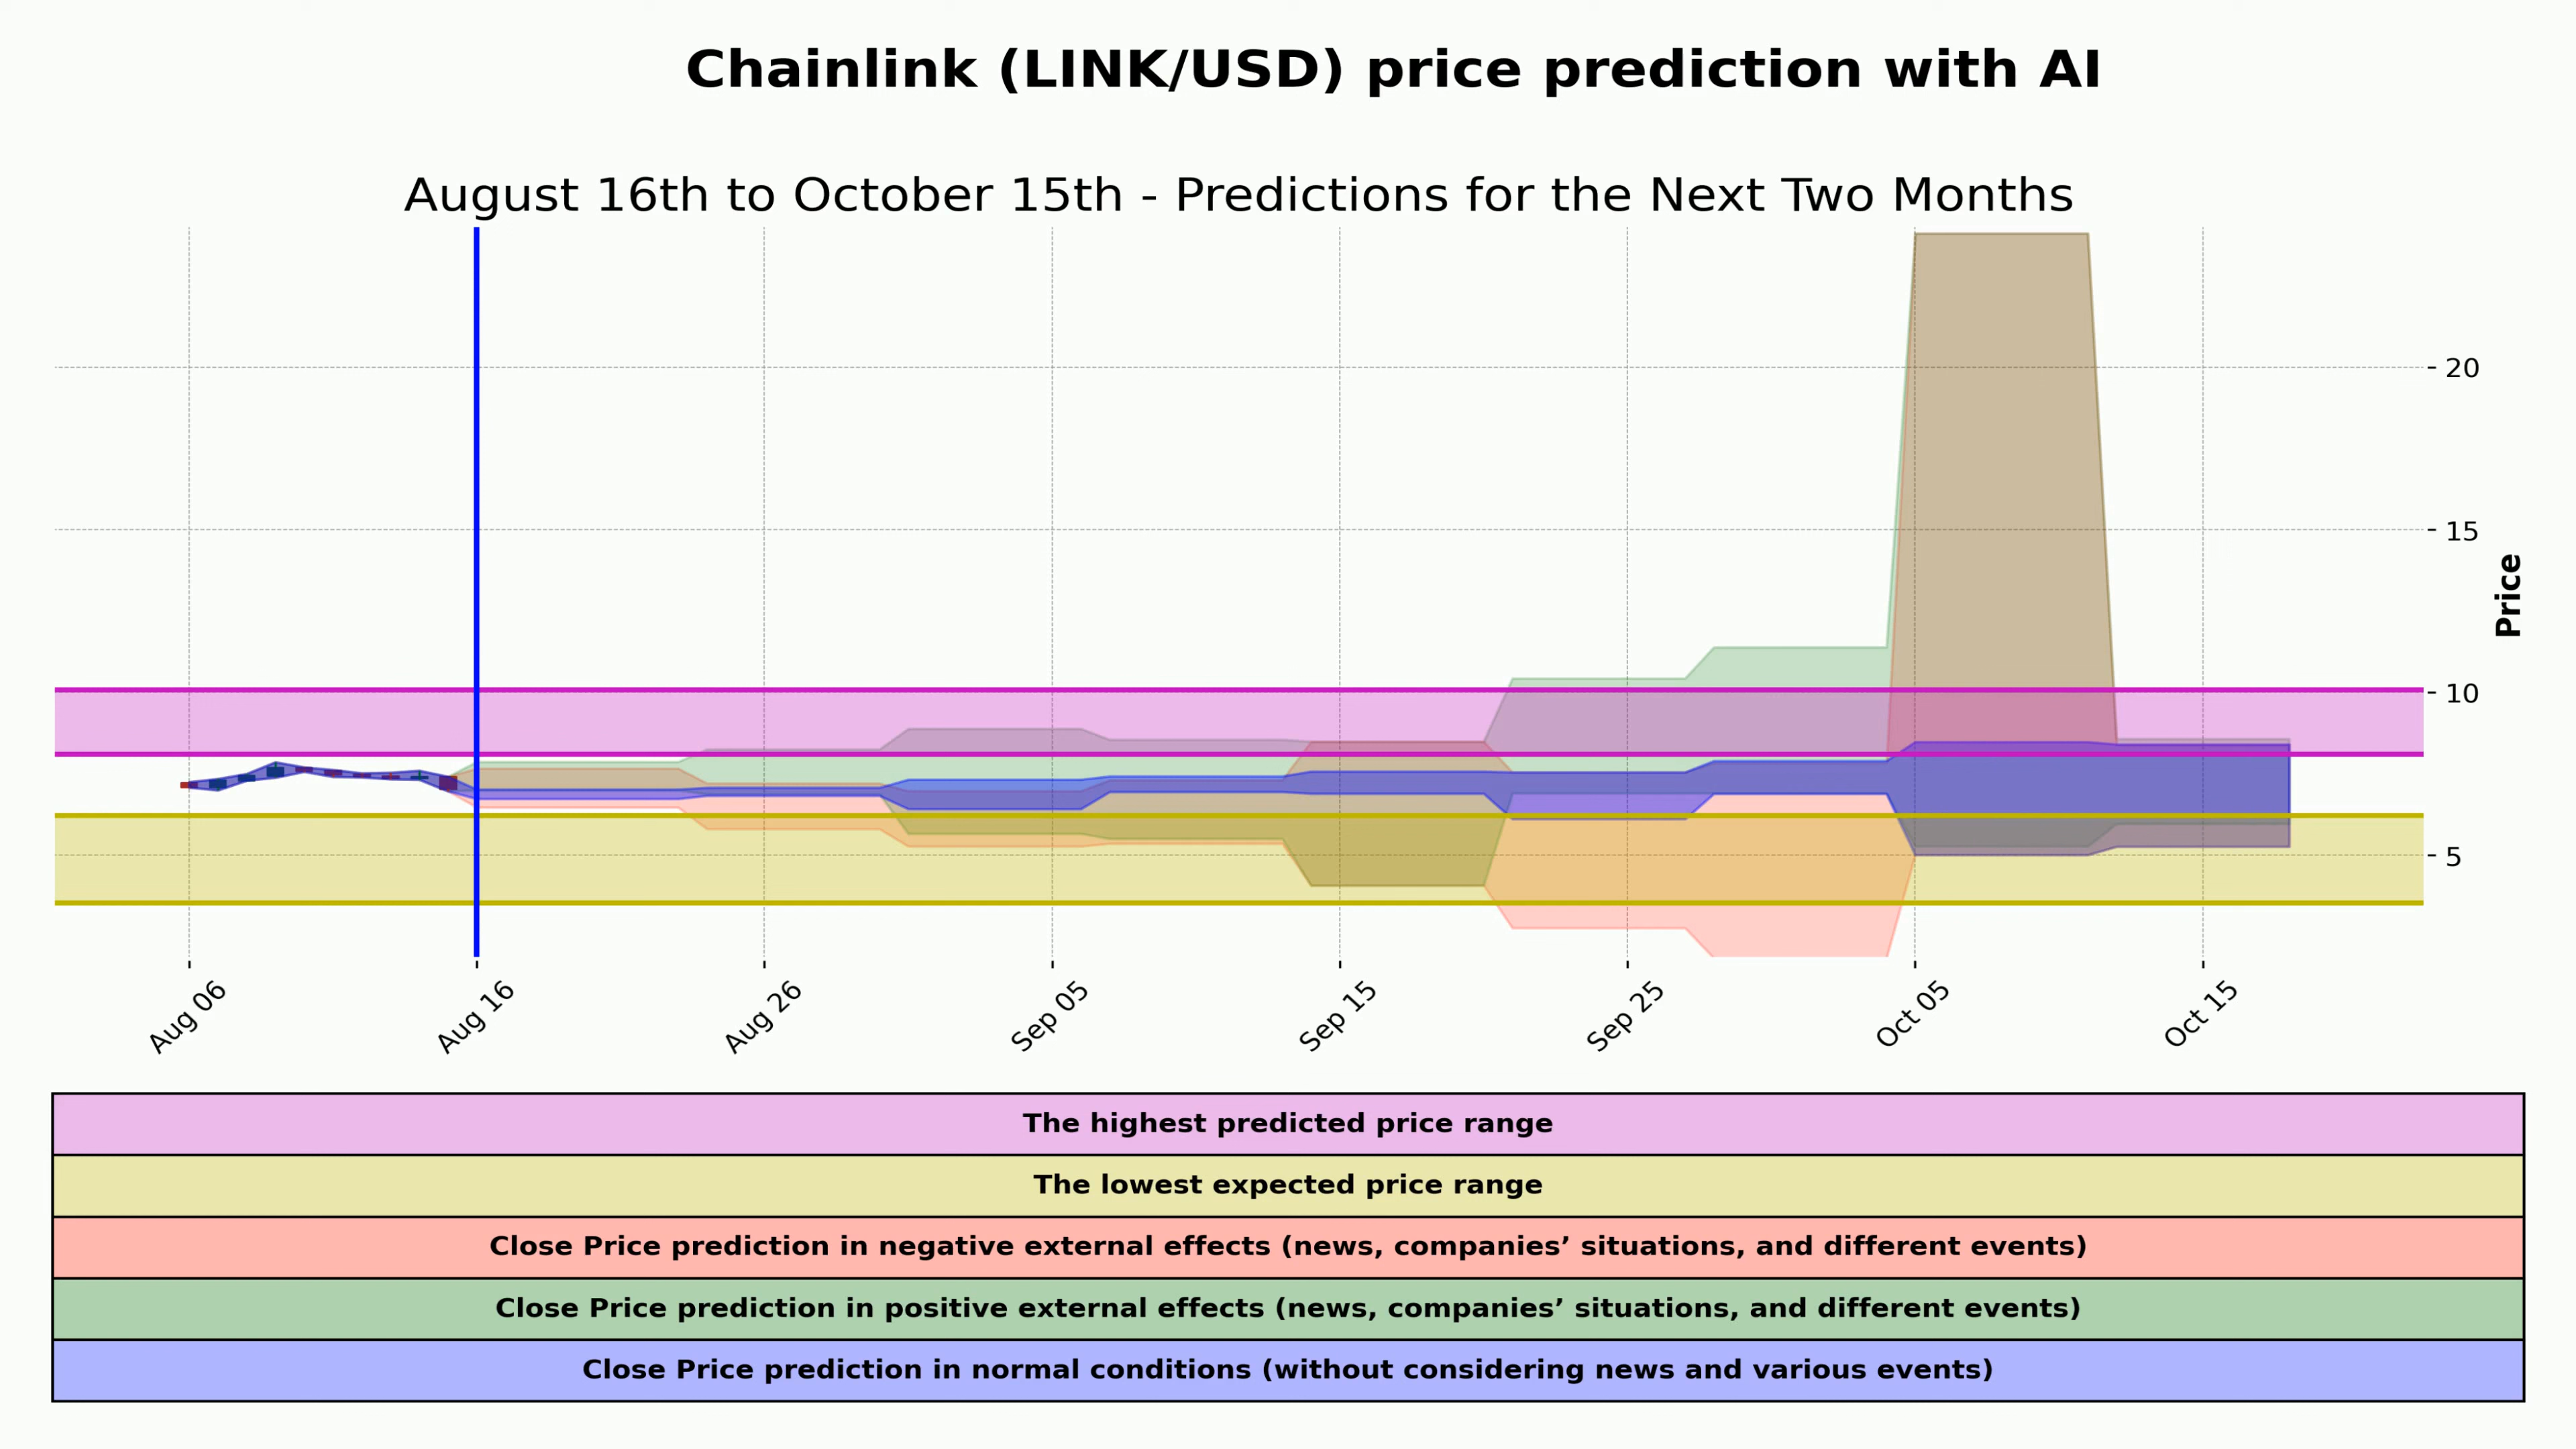 Chainlink (LINK/USD) price prediction with AI
August 16th to October 15th - Predictions for the Next Two Months
20
15
10
5
Price
Aug 06
Aug 16
Aug 26
Sep 05
Sep 15
Sep 25
Oct 05
Oct 15
The highest predicted price range
The lowest expected price range
Close Price prediction in negative external effects (news, companies’ situations, and different events)
Close Price prediction in positive external effects (news, companies’ situations, and different events)
Close Price prediction in normal conditions (without considering news and various events)